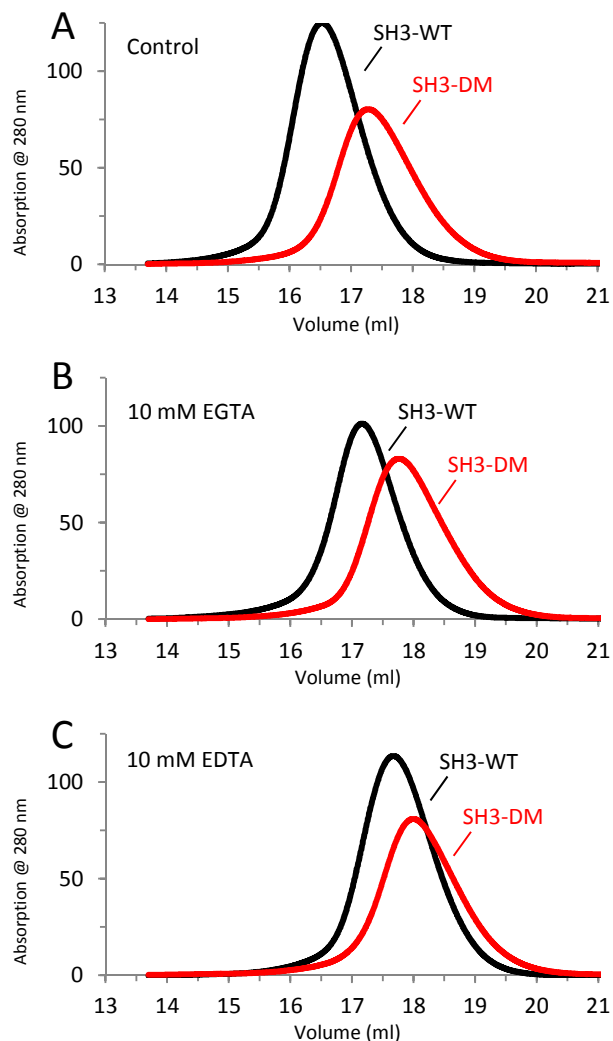 A
Control
SH3-WT
SH3-DM
Absorption @ 280 nm
100
50
0
13 14 15 16 17 18 19 20 21
Volume (ml)
B
10 mM EGTA
SH3-WT
SH3-DM
Absorption @ 280 nm
100
50
0
13 14 15 16 17 18 19 20 21
Volume (ml)
C
10 mM EDTA
SH3-WT
SH3-DM
Absorption @ 280 nm
100
50
0
13 14 15 16 17 18 19 20 21
Volume (ml)